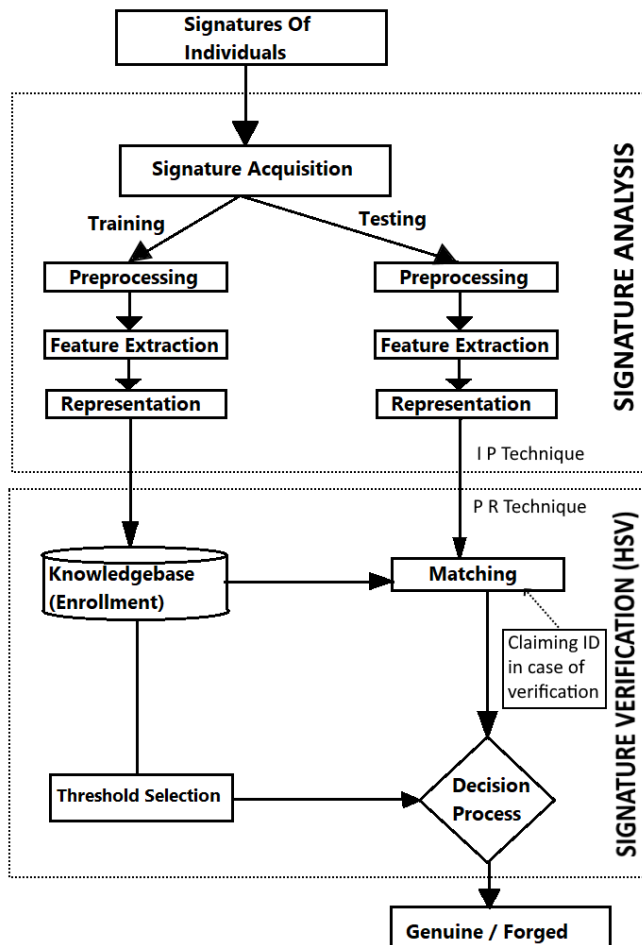 Signatures Of
Individuals
Signature Acquisition
Training
Testing
Preprocessing
Preprocessing
Feature Extraction
Feature Extraction
Representation
Representation
I P Technique
SIGNATURE ANALYSIS
P R Technique
Knowledgebase
(Enrollment)
Matching
Claiming ID
in case of
verification
Threshold Selection
Decision
Process
SIGNATURE VERIFICATION (HSV)
Genuine / Forged